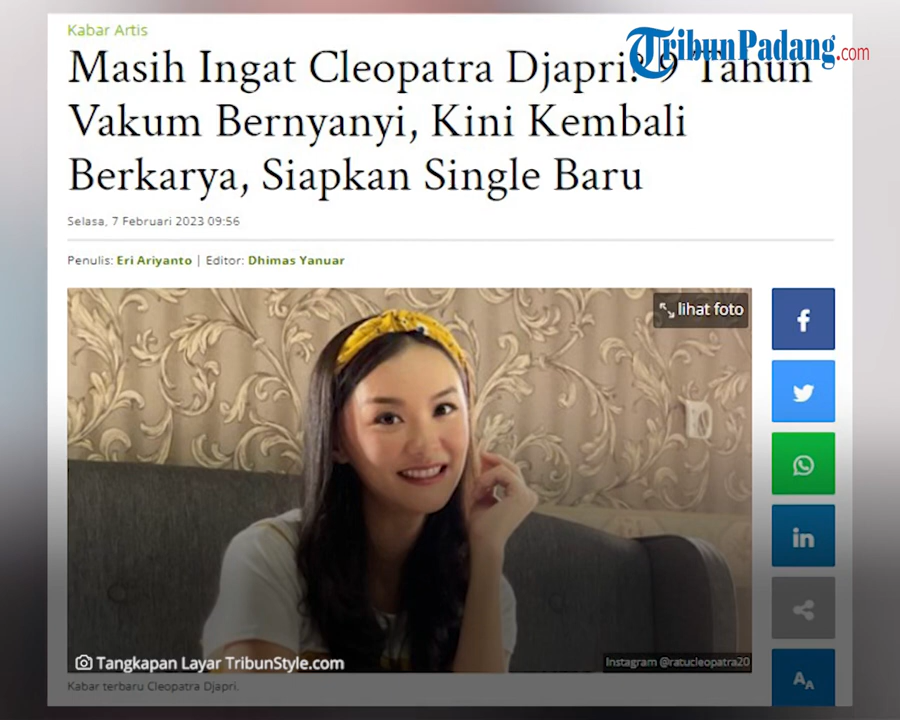 Kabar Artis
TribunPadang.com
Masih Ingat Cleopatra Djapri? 9 Tahun
Vakum Bernyanyi, Kini Kembali
Berkarya, Siapkan Single Baru
Selasa, 7 Februari 2023 09:56
Penulis: Eri Ariyanto | Editor: Dhimas Yanuar
lihat foto
f
in
Tangkapan Layar TribunStyle.com
Instagram @ratucleopatra20
AA
Kabar terbaru Cleopatra Djapri.